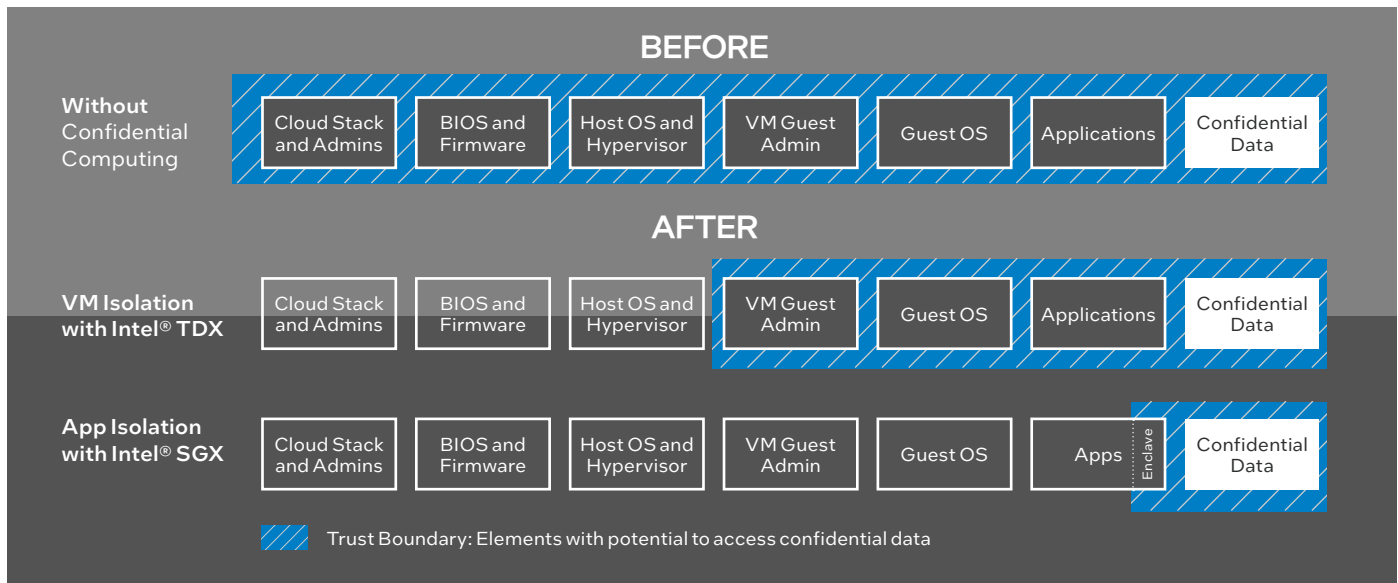 BEFORE
Without
Confidential
Computing
Cloud Stack
and Admins
BIOS and
Firmware
Host OS and
Hypervisor
VM Guest
Admin
Guest OS
Applications
Confidential
Data
AFTER
VM Isolation
with Intel® TDX
Cloud Stack
and Admins
BIOS and
Firmware
Host OS and
Hypervisor
VM Guest
Admin
Guest OS
Applications
Confidential
Data
App Isolation
with Intel® SGX
Cloud Stack
and Admins
BIOS and
Firmware
Host OS and
Hypervisor
VM Guest
Admin
Guest OS
Apps
Enclave
Confidential
Data
Trust Boundary: Elements with potential to access confidential data